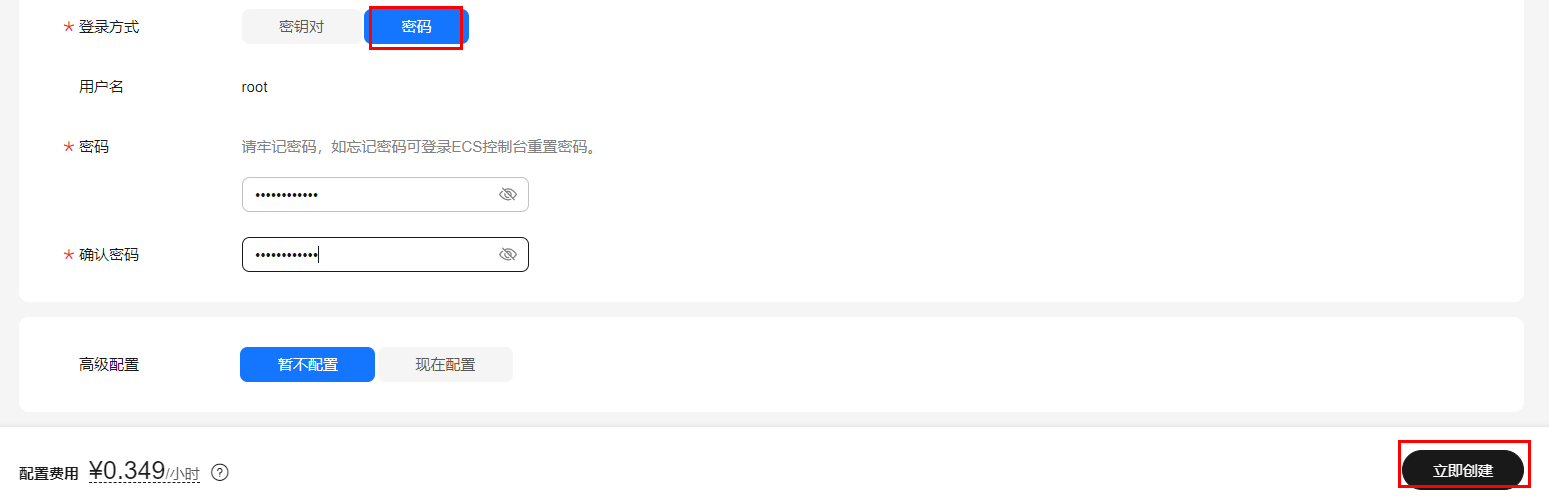 * 登录方式 密钥对 密码
用户名 root
* 密码 请牢记密码，如忘记密码可登录ECS控制台重置密码。
••••••••••••
* 确认密码 ••••••••••••
高级配置 暂不配置 现在配置
配置费用 ¥0.349/小时 ? 立即创建